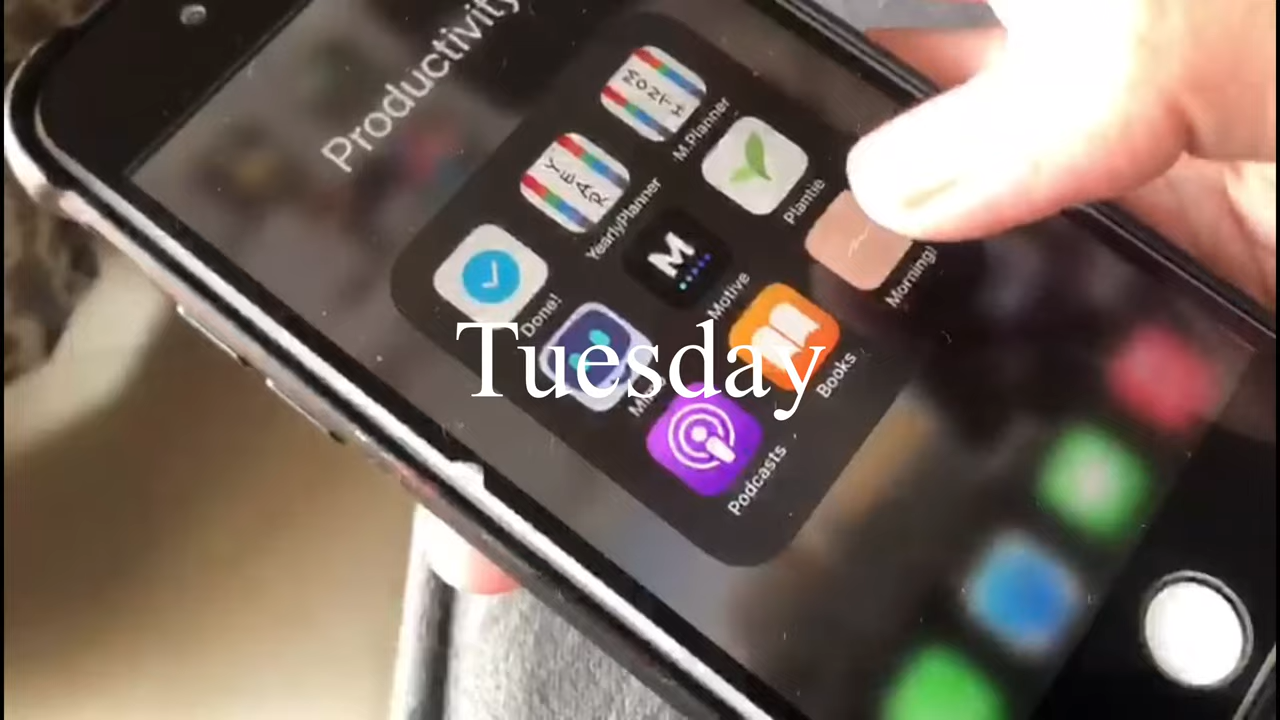 Productivity
YEAR
MONTH
Done!
YearlyPlanner
M.Planner
M
Motive
Plantie
Books
Morning!
Podcasts
Tuesday